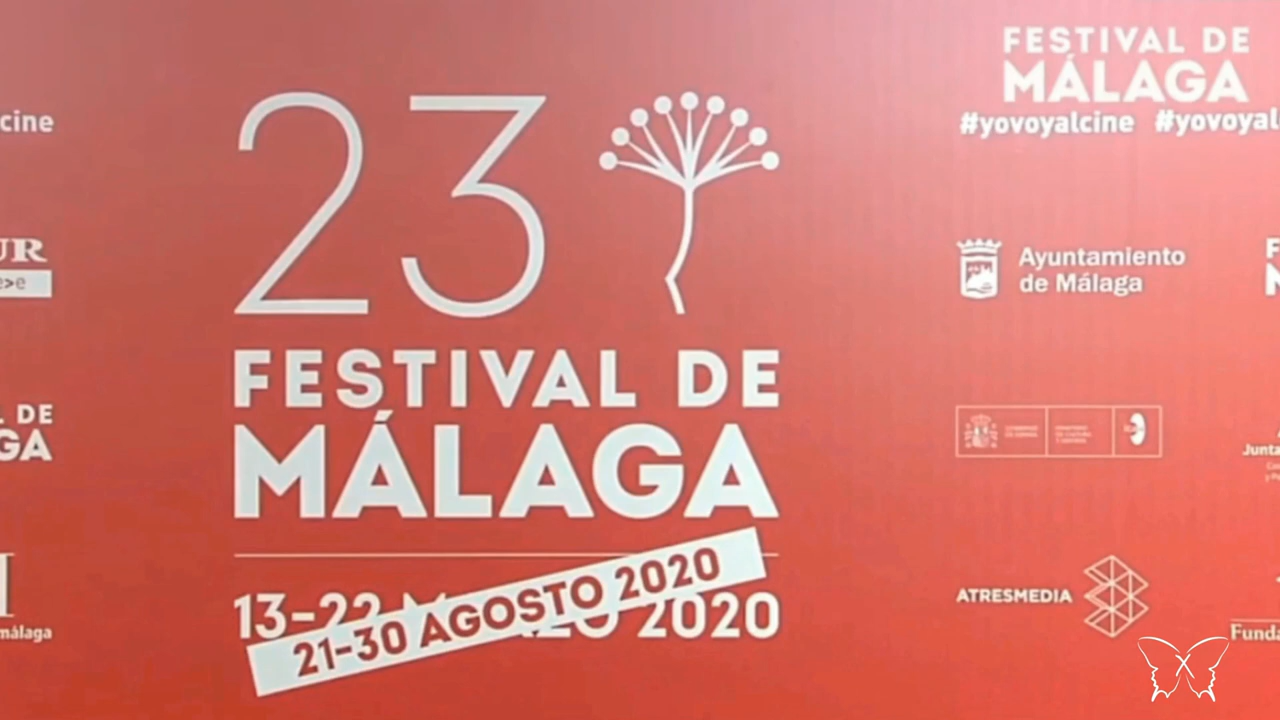 23
FESTIVAL DE
MÁLAGA
13-22 2020
21-30 AGOSTO 2020
cine
UR
e>e
L DE
GA
málaga
FESTIVAL DE
MÁLAGA
#yovoyalcine #yovoyal
Ayuntamiento
de Málaga
ATRESMEDIA
F
M
Junta
Funda